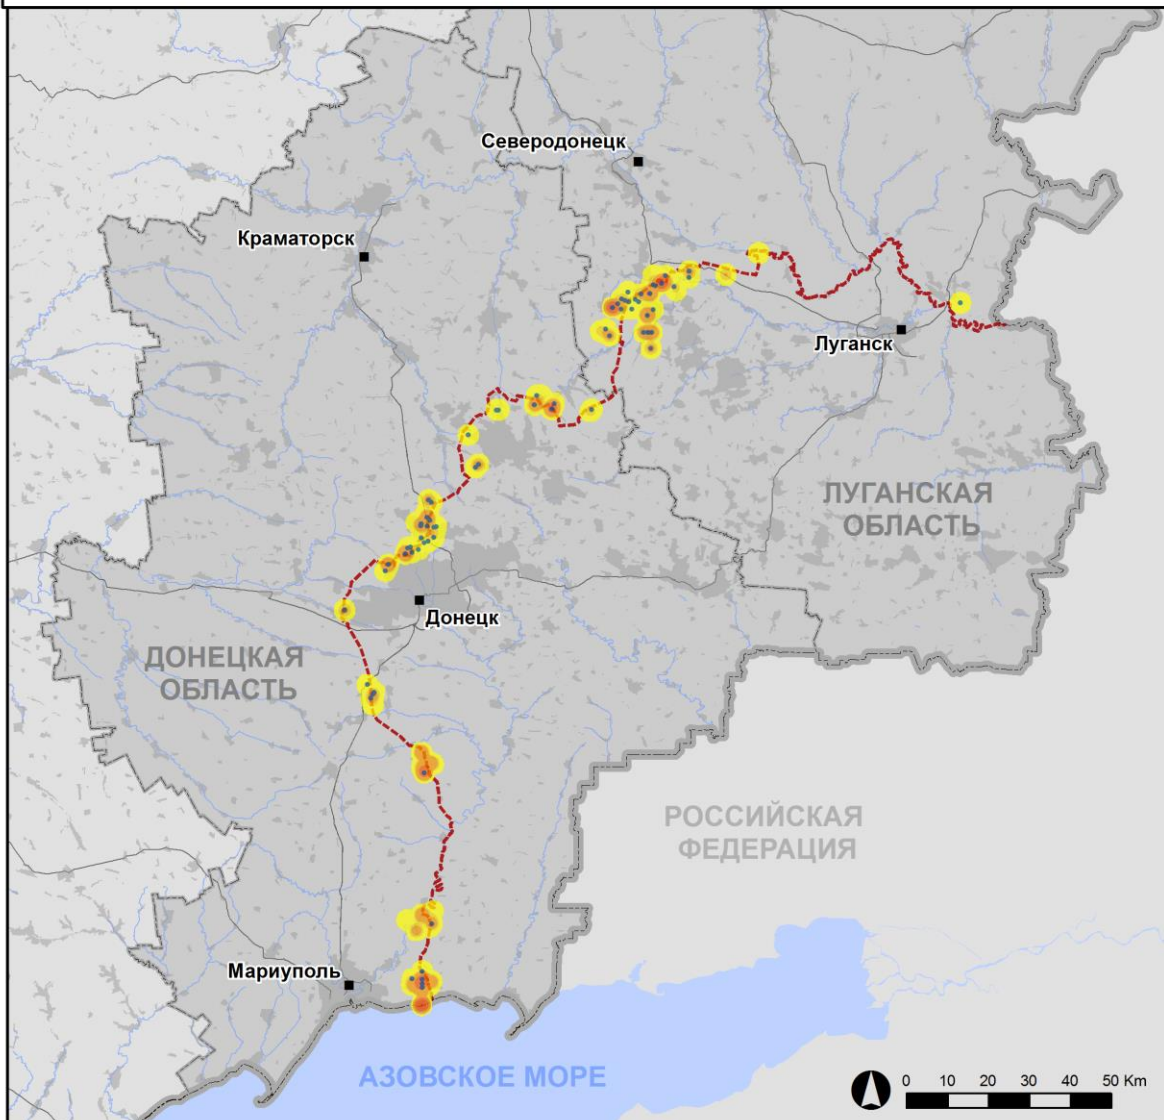 Северодонецк
Краматорск
Луганск
ЛУГАНСКАЯ
ОБЛАСТЬ
Донецк
ДОНЕЦКАЯ
ОБЛАСТЬ
РОССИЙСКАЯ
ФЕДЕРАЦИЯ
Мариуполь
АЗОВСКОЕ МОРЕ
0 10 20 30 40 50 Km